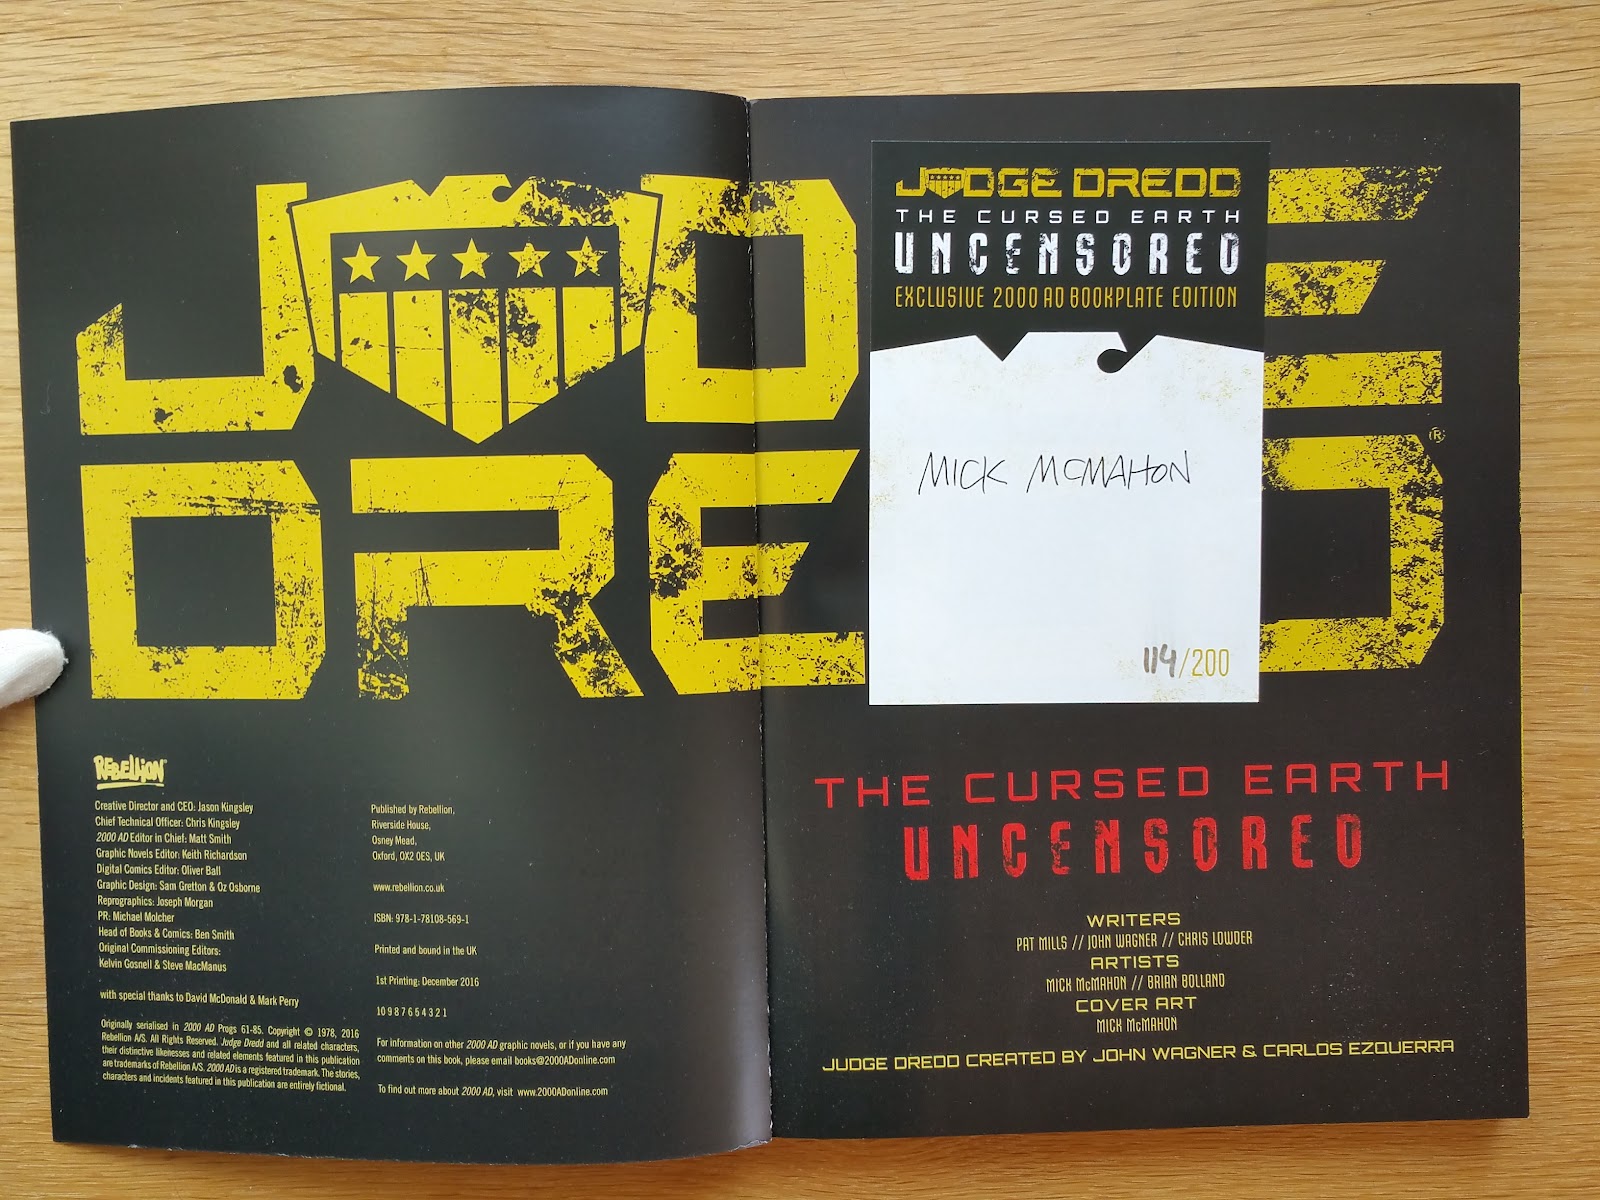 JUDGE
DREDD
®
REBELLION
Creative Director and CEO: Jason Kingsley
Chief Technical Officer: Chris Kingsley
2000 AD Editor in Chief: Matt Smith
Graphic Novels Editor: Keith Richardson
Digital Comics Editor: Oliver Ball
Graphic Design: Sam Gretton & Oz Osborne
Reprographics: Joseph Morgan
PR: Michael Molcher
Head of Books & Comics: Ben Smith
Original Commissioning Editors:
Kelvin Gosnell & Steve MacManus
with special thanks to David McDonald & Mark Perry
Originally serialised in 2000 AD Progs 61-85. Copyright © 1978, 2016
Rebellion A/S. All Rights Reserved. Judge Dredd and all related characters,
their distinctive likenesses and related elements featured in this publication
are trademarks of Rebellion A/S. 2000 AD is a registered trademark. The stories,
characters and incidents featured in this publication are entirely fictional.
Published by Rebellion,
Riverside House,
Osney Mead,
Oxford, OX2 0ES, UK
www.rebellion.co.uk
ISBN: 978-1-78108-569-1
Printed and bound in the UK
1st Printing: December 2016
10 9 8 7 6 5 4 3 2 1
For information on other 2000 AD graphic novels, or if you have any
comments on this book, please email books@2000ADonline.com
To find out more about 2000 AD, visit www.2000ADonline.com
JUDGE DREDD
THE CURSED EARTH
UNCENSORED
EXCLUSIVE 2000 AD BOOKPLATE EDITION
MICK MCMAHON
114/200
THE CURSED EARTH
UNCENSORED
WRITERS
PAT MILLS // JOHN WAGNER // CHRIS LOWDER
ARTISTS
MICK McMAHON // BRIAN BOLLAND
COVER ART
MICK McMAHON
JUDGE DREDD CREATED BY JOHN WAGNER & CARLOS EZQUERRA